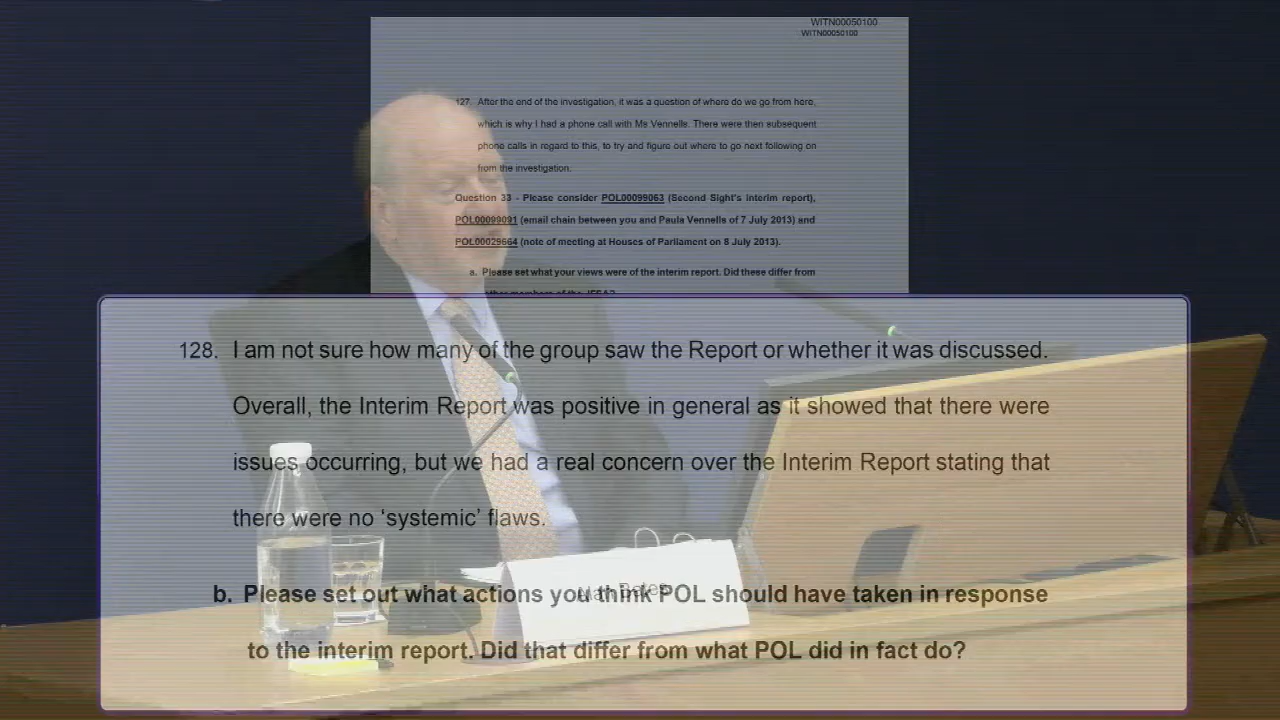 WITN00050100
WITN00050100
127. After the end of the investigation, it was a question of where do we go from here,
which is why I had a phone call with Ms Vennells. There were then subsequent
phone calls in regard to this, to try and figure out where to go next following on
from the investigation.
Question 33 - Please consider POL00099063 (Second Sight's interim report),
POL00099091 (email chain between you and Paula Vennells of 7 July 2013) and
POL00029664 (note of meeting at Houses of Parliament on 8 July 2013).
a. Please set what your views were of the interim report. Did these differ from
other members of the JFSA?
128. I am not sure how many of the group saw the Report or whether it was discussed.
Overall, the Interim Report was positive in general as it showed that there were
issues occurring, but we had a real concern over the Interim Report stating that
there were no ‘systemic’ flaws.
b. Please set out what actions you think POL should have taken in response
to the interim report. Did that differ from what POL did in fact do?